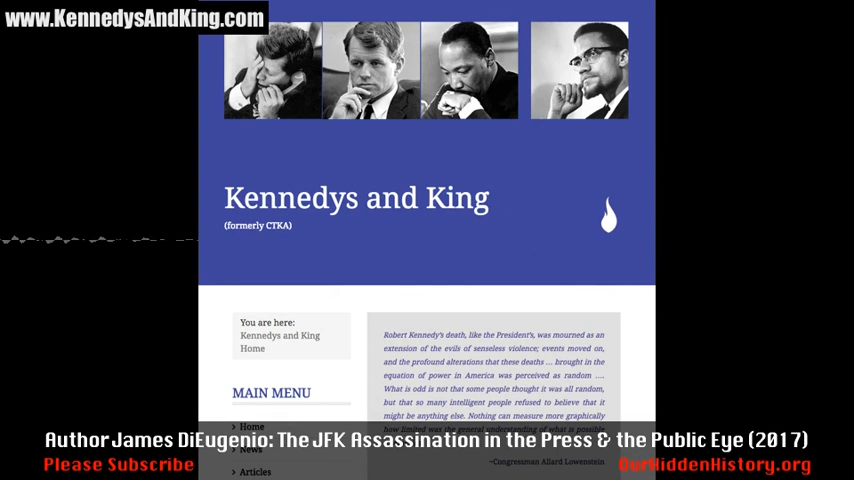 www.KennedysAndKing.com
Kennedys and King
(formerly CTKA)
You are here:
Kennedys and King
Home
MAIN MENU
Home
News
Articles
Robert Kennedy's death, like the President's, was mourned as an
extension of the evils of senseless violence; events moved on,
and the profound alterations that these deaths ... brought in the
equation of power in America was perceived as random ....
What is odd is not that some people thought it was all random,
but that so many intelligent people refused to believe that it
might be anything else. Nothing can measure more graphically
how limited was the general understanding of what is possible
~Congressman Allard Lowenstein
Author James DiEugenio: The JFK Assassination in the Press & the Public Eye (2017)
Please Subscribe
OurHiddenHistory.org